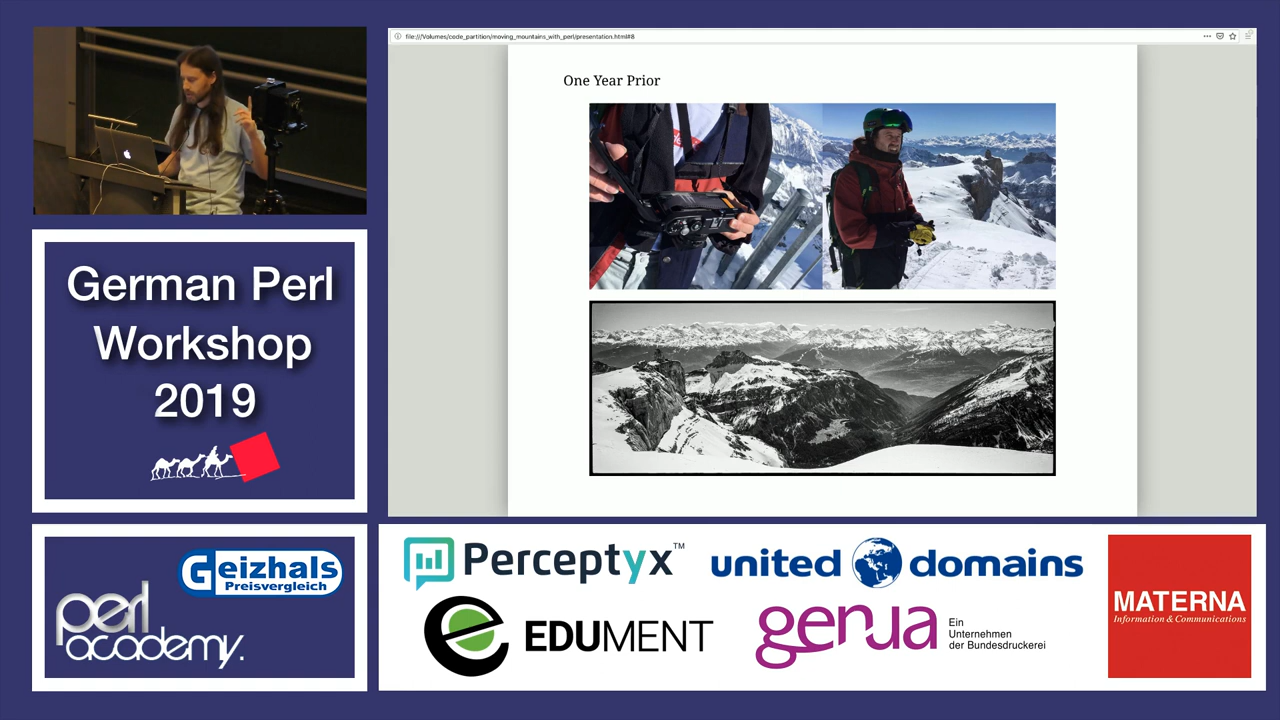 file:///Volumes/code_partition/moving_mountains_with_perl/presentation.html#8
One Year Prior
German Perl
Workshop
2019
Geizhals
Preisvergleich
perl
academy.
Perceptyx™
united domains
EDUMENT
genua
Ein
Unternehmen
der Bundesdruckerei
MATERNA
Information & Communications